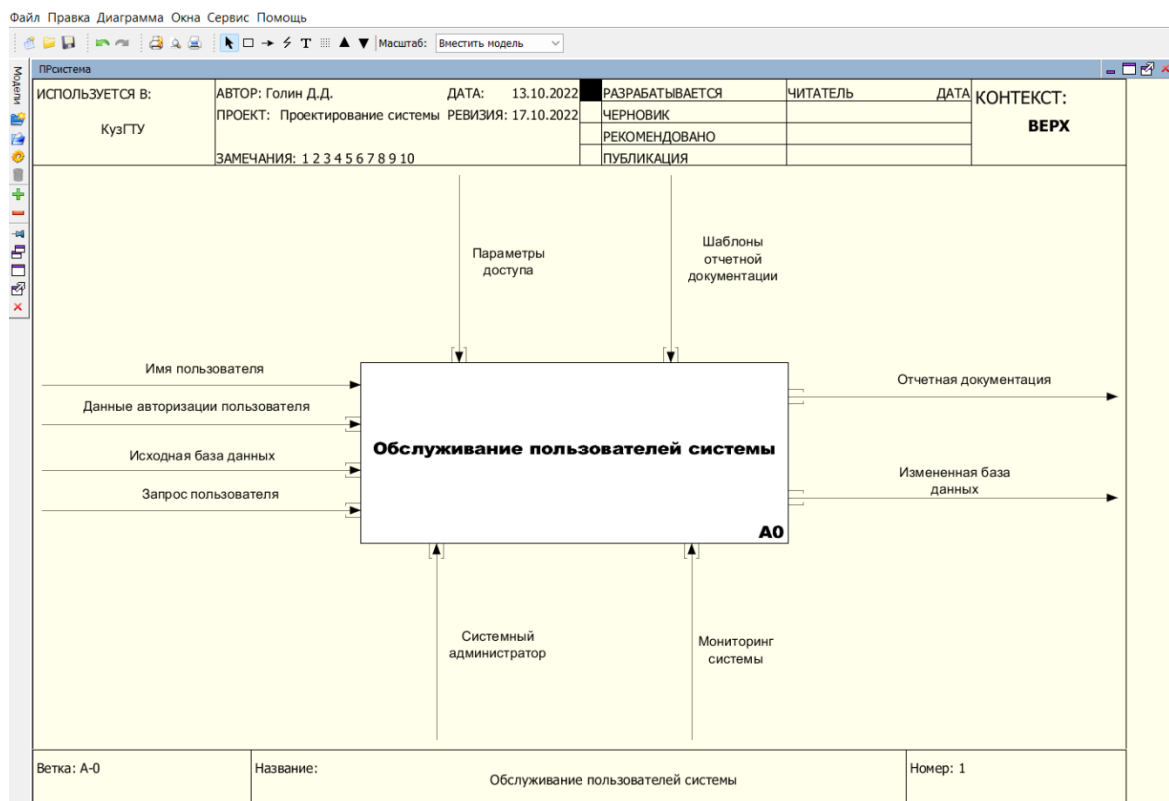 Файл Правка Диаграмма Окна Сервис Помощь
Масштаб: Вместить модель
Модели
ПРсистема
ИСПОЛЬЗУЕТСЯ В:
КузГТУ
АВТОР: Голин Д.Д.
ДАТА: 13.10.2022
ПРОЕКТ: Проектирование системы
РЕВИЗИЯ: 17.10.2022
ЗАМЕЧАНИЯ: 1 2 3 4 5 6 7 8 9 10
РАЗРАБАТЫВАЕТСЯ
ЧЕРНОВИК
РЕКОМЕНДОВАНО
ПУБЛИКАЦИЯ
ЧИТАТЕЛЬ
ДАТА
КОНТЕКСТ:
ВЕРХ
Параметры
доступа
Шаблоны
отчетной
документации
Имя пользователя
Данные авторизации пользователя
Исходная база данных
Запрос пользователя
Обслуживание пользователей системы
A0
Отчетная документация
Измененная база
данных
Системный
администратор
Мониторинг
системы
Ветка: A-0
Название:
Обслуживание пользователей системы
Номер: 1